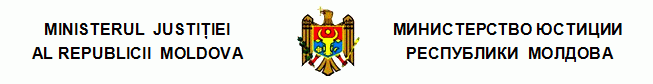 MINISTERUL JUSTIȚIEI
AL REPUBLICII MOLDOVA
МИНИСТЕРСТВО ЮСТИЦИИ
РЕСПУБЛИКИ МОЛДОВА